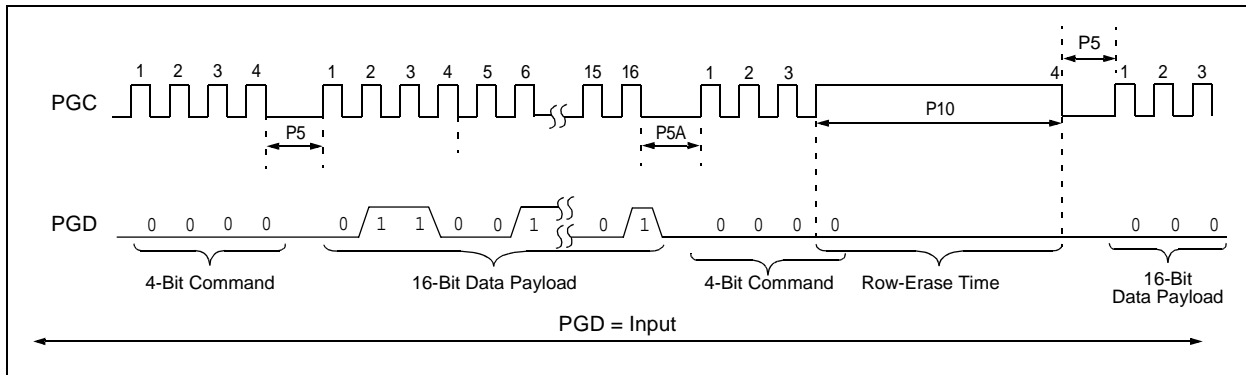 P5
1 2 3 4 1 2 3 4 5 6 15 16 1 2 3 4 1 2 3
PGC
P10
P5
P5A
PGD
0 0 0 0 0 1 1 0 0 1 0 1 0 0 0 0 0 0 0 0
4-Bit Command
16-Bit Data Payload
4-Bit Command
Row-Erase Time
16-Bit
Data Payload
PGD = Input